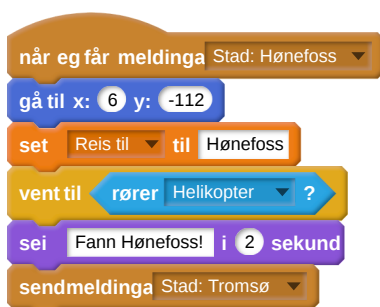 når eg får meldinga Stad: Hønefoss
gå til x: 6 y: -112
set Reis til til Hønefoss
vent til rører Helikopter ?
sei Fann Hønefoss! i 2 sekund
sendmeldinga Stad: Tromsø